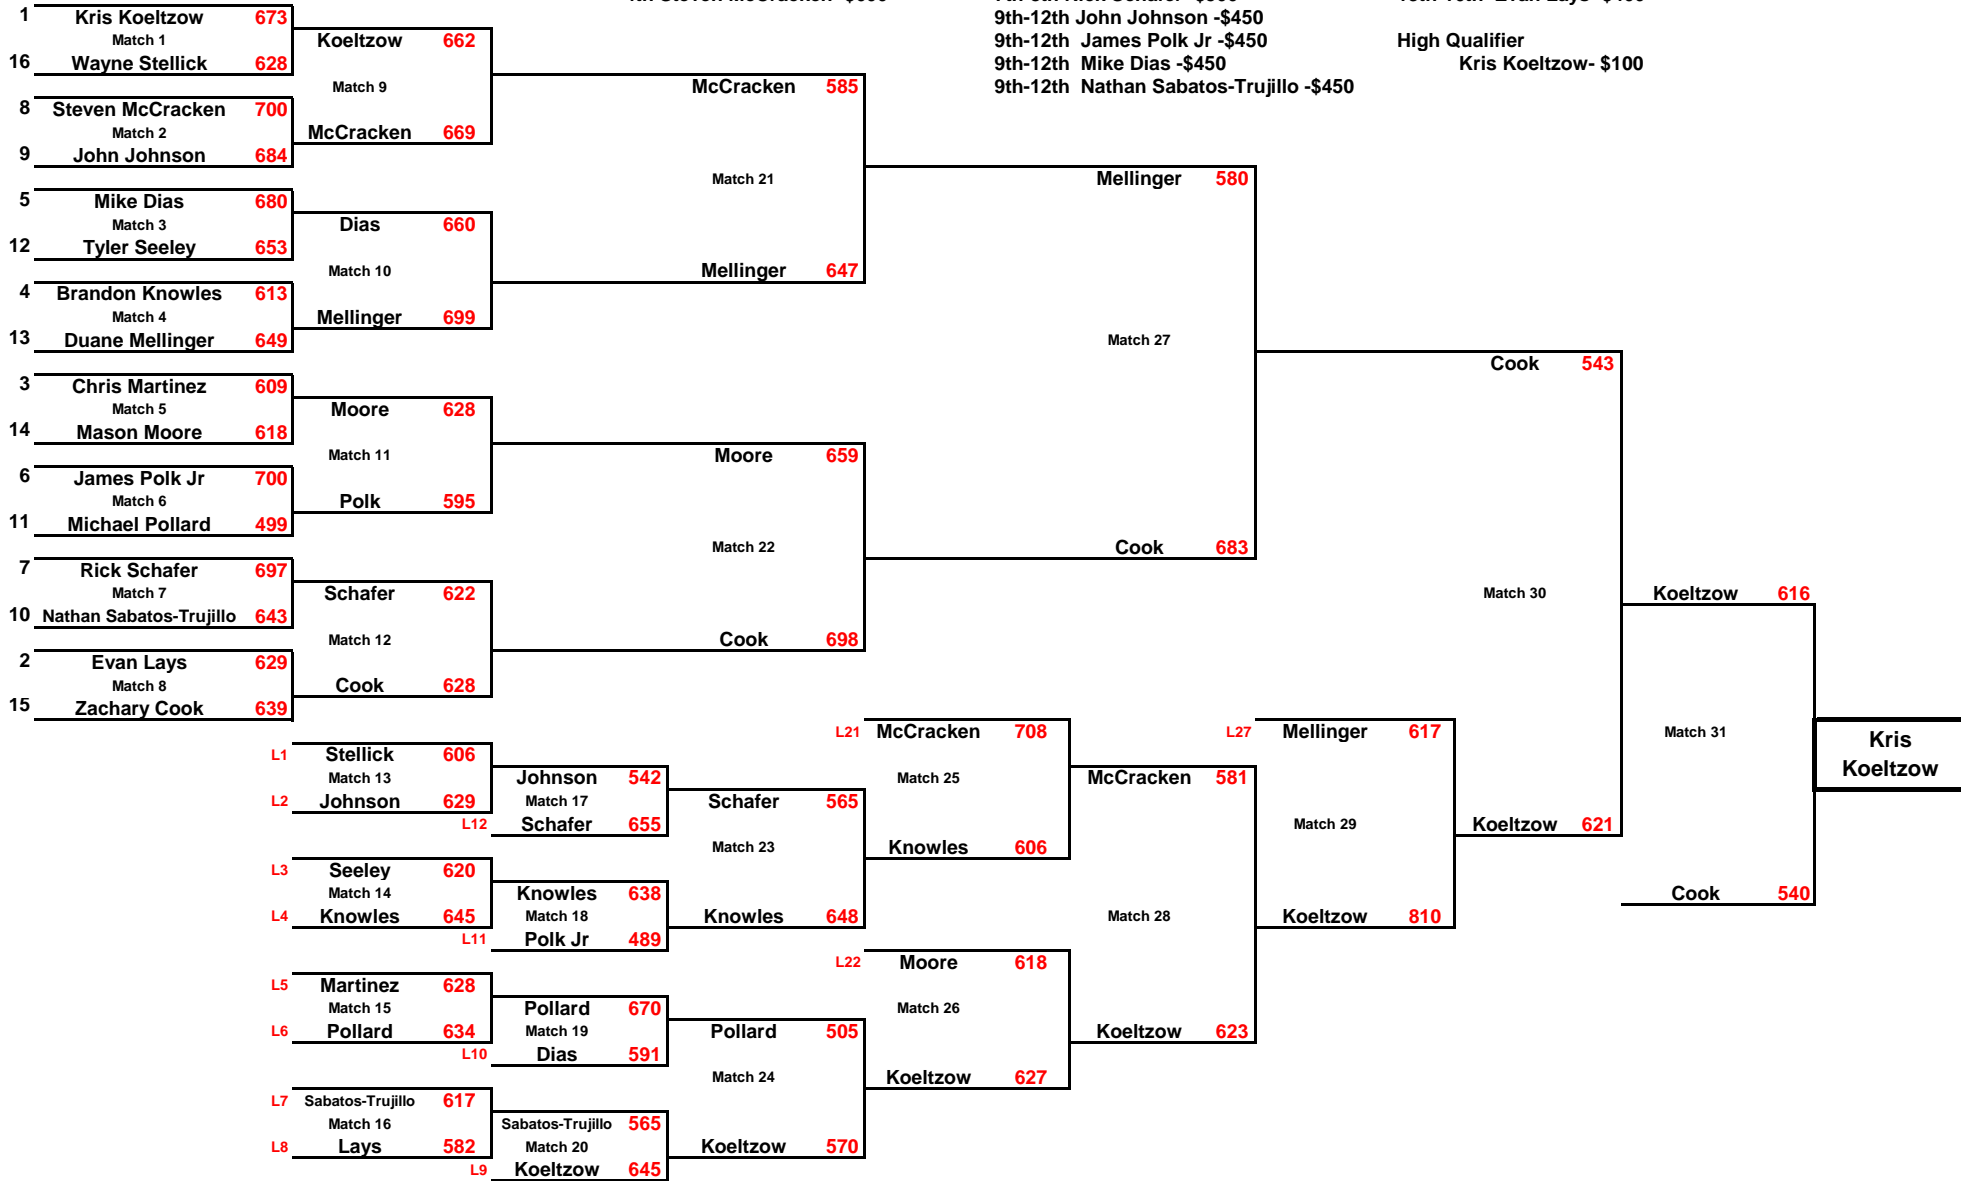 9th-12th John Johnson -$450
9th-12th James Polk Jr -$450
9th-12th Mike Dias -$450
9th-12th Nathan Sabatos-Trujillo -$450
High Qualifier
Kris Koeltzow- $100
1 Kris Koeltzow 673
Match 1
16 Wayne Stellick 628
8 Steven McCracken 700
Match 2
9 John Johnson 684
5 Mike Dias 680
Match 3
12 Tyler Seeley 653
4 Brandon Knowles 613
Match 4
13 Duane Mellinger 649
3 Chris Martinez 609
Match 5
14 Mason Moore 618
6 James Polk Jr 700
Match 6
11 Michael Pollard 499
7 Rick Schafer 697
Match 7
10 Nathan Sabatos-Trujillo 643
2 Evan Lays 629
Match 8
15 Zachary Cook 639
Koeltzow 662
Match 9
McCracken 669
Dias 660
Match 10
Mellinger 699
Moore 628
Match 11
Polk 595
Schafer 622
Match 12
Cook 628
McCracken 585
Match 21
Mellinger 647
Moore 659
Match 22
Cook 698
Mellinger 580
Match 27
Cook 683
Cook 543
Match 30
Koeltzow 621
Koeltzow 616
Match 31
Cook 540
Kris
Koeltzow
L1 Stellick 606
Match 13
L2 Johnson 629
L3 Seeley 620
Match 14
L4 Knowles 645
L5 Martinez 628
Match 15
L6 Pollard 634
L7 Sabatos-Trujillo 617
Match 16
L8 Lays 582
Johnson 542
Match 17
L12 Schafer 655
Knowles 638
Match 18
L11 Polk Jr 489
Pollard 670
Match 19
L10 Dias 591
Sabatos-Trujillo 565
Match 20
L9 Koeltzow 645
Schafer 565
Match 23
Knowles 648
Pollard 505
Match 24
Koeltzow 570
L21 McCracken 708
Match 25
Knowles 606
L22 Moore 618
Match 26
Koeltzow 627
McCracken 581
Match 28
Koeltzow 623
L27 Mellinger 617
Match 29
Koeltzow 810